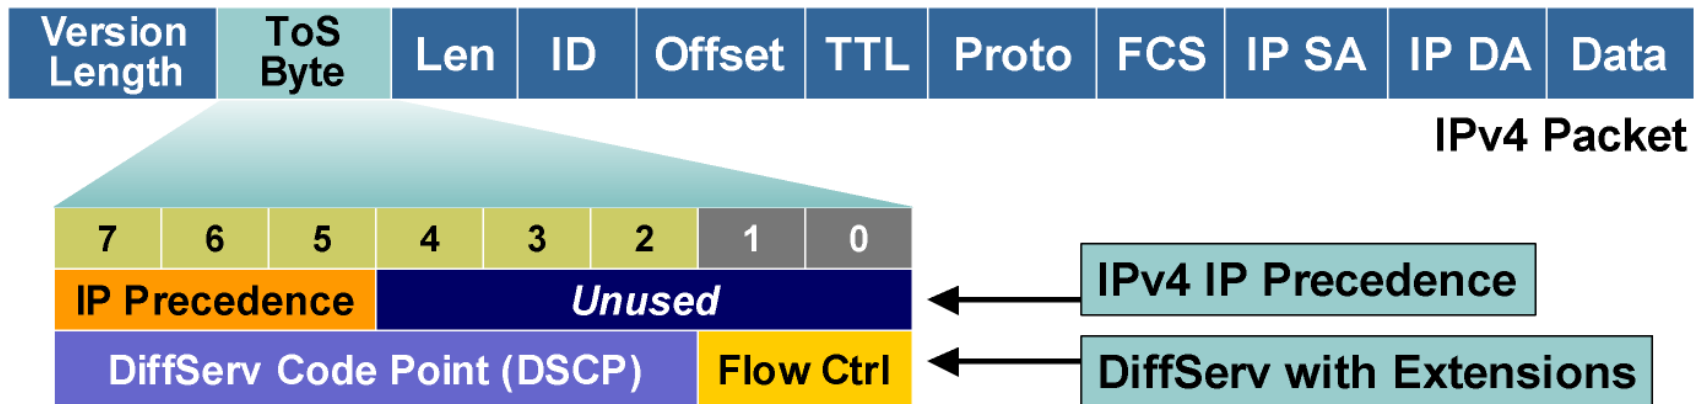 Version Length ToS Byte Len ID Offset TTL Proto FCS IP SA IP DA Data
IPv4 Packet
7 6 5 4 3 2 1 0
IP Precedence Unused IPv4 IP Precedence
DiffServ Code Point (DSCP) Flow Ctrl DiffServ with Extensions